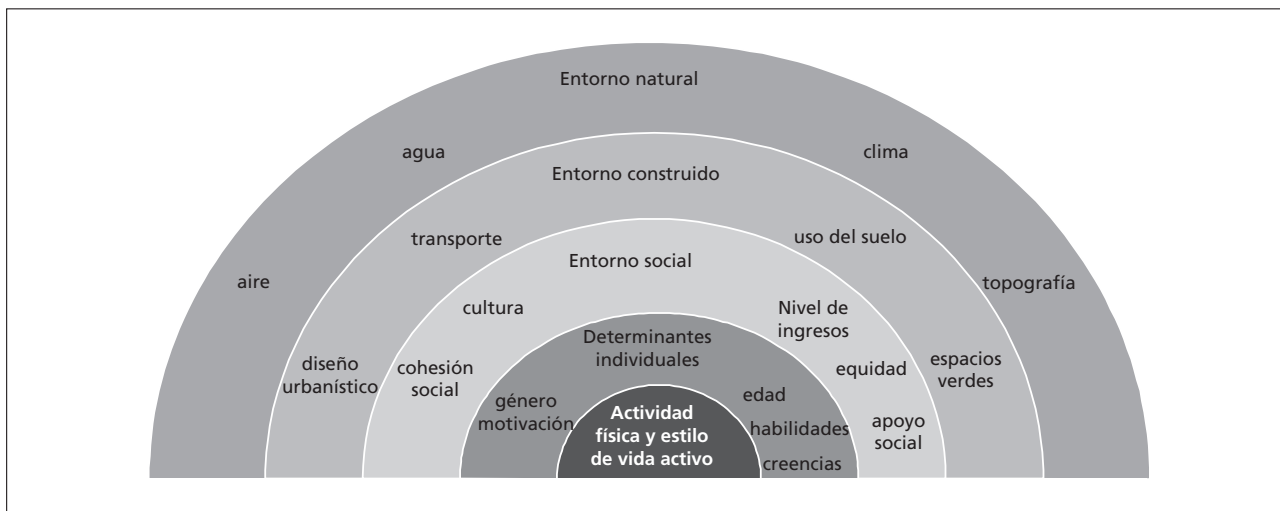 Entorno natural
agua
clima
aire
topografía
Entorno construido
transporte
uso del suelo
diseño
urbanístico
espacios
verdes
Entorno social
cultura
Nivel de
ingresos
cohesión
social
equidad
apoyo
social
Determinantes
individuales
género
motivación
edad
habilidades
creencias
Actividad
física y estilo
de vida activo